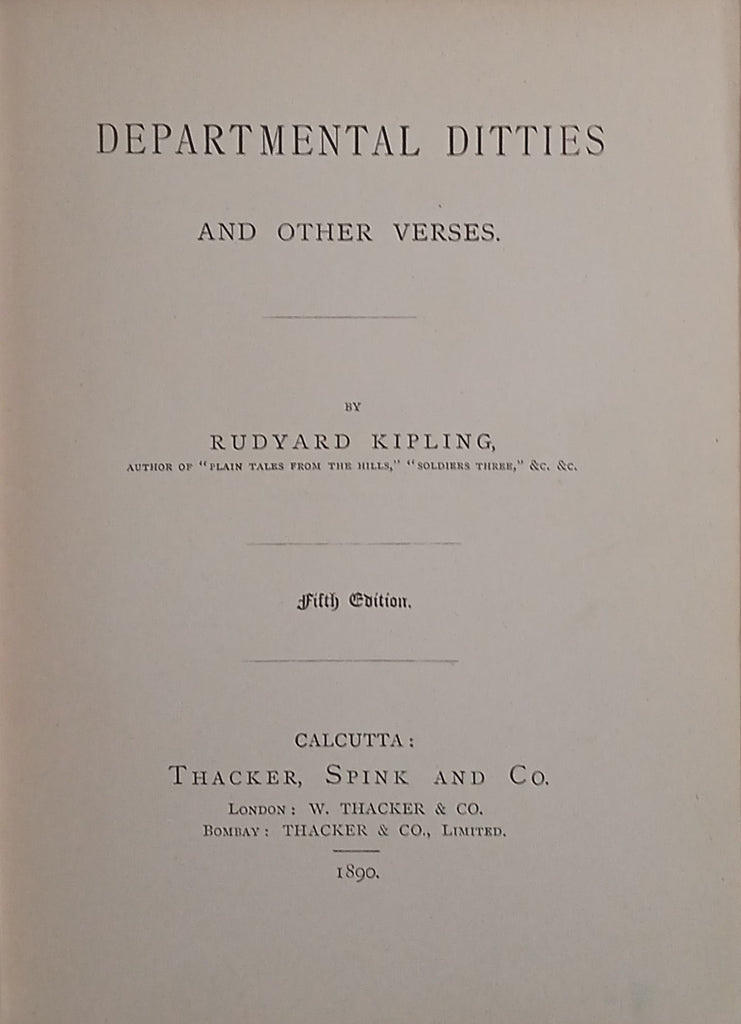 DEPARTMENTAL DITTIES
AND OTHER VERSES.
BY
RUDYARD KIPLING,
AUTHOR OF "PLAIN TALES FROM THE HILLS," "SOLDIERS THREE," &C. &C.
Fifth Edition.
CALCUTTA:
THACKER, SPINK AND CO.
LONDON: W. THACKER & CO.
BOMBAY: THACKER & CO., LIMITED.
1890.